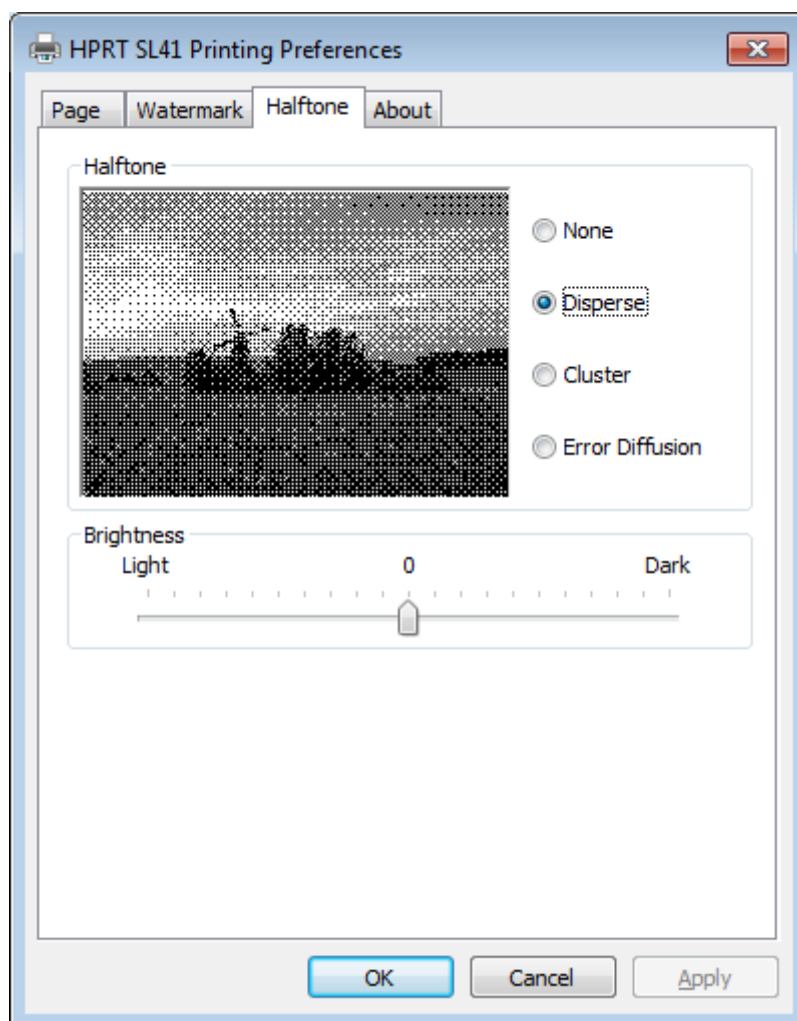 HPRT SL41 Printing Preferences
Page Watermark Halftone About
Halftone
None
Disperse
Cluster
Error Diffusion
Brightness
Light 0 Dark
OK Cancel Apply